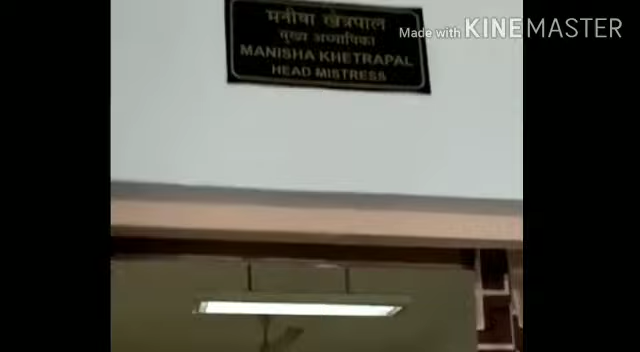 मनीषा खेत्रपाल
मुख्य अध्यापिका
MANISHA KHETRAPAL
HEAD MISTRESS
Made with KINEMASTER